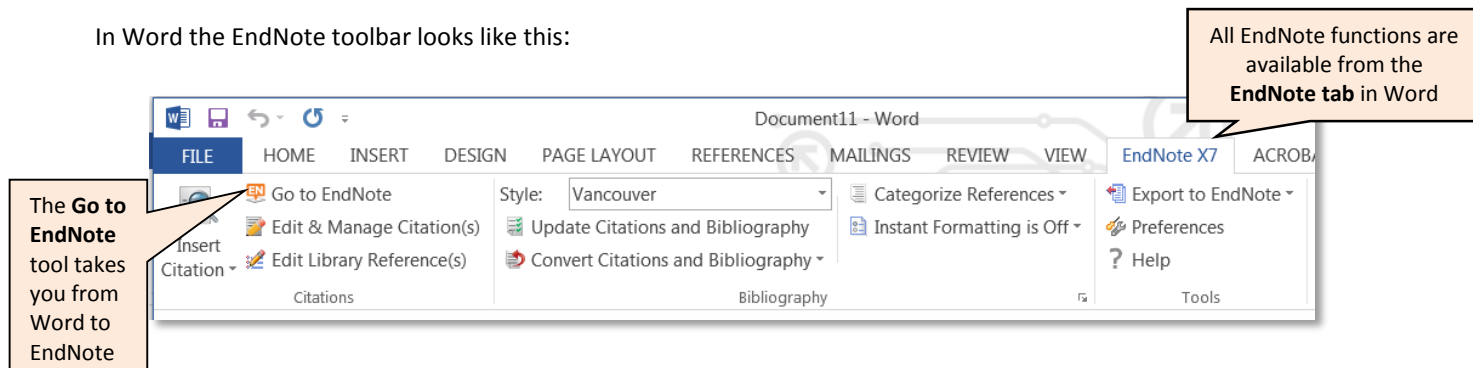 In Word the EndNote toolbar looks like this:
All EndNote functions are
available from the
EndNote tab in Word
Document11 - Word
FILE HOME INSERT DESIGN PAGE LAYOUT REFERENCES MAILINGS REVIEW VIEW EndNote X7 ACROBA
The Go to
EndNote
tool takes
you from
Word to
EndNote
Insert
Citation
Go to EndNote
Edit & Manage Citation(s)
Edit Library Reference(s)
Citations
Style: Vancouver
Update Citations and Bibliography
Convert Citations and Bibliography
Categorize References
Instant Formatting is Off
Bibliography
Export to EndNote
Preferences
? Help
Tools